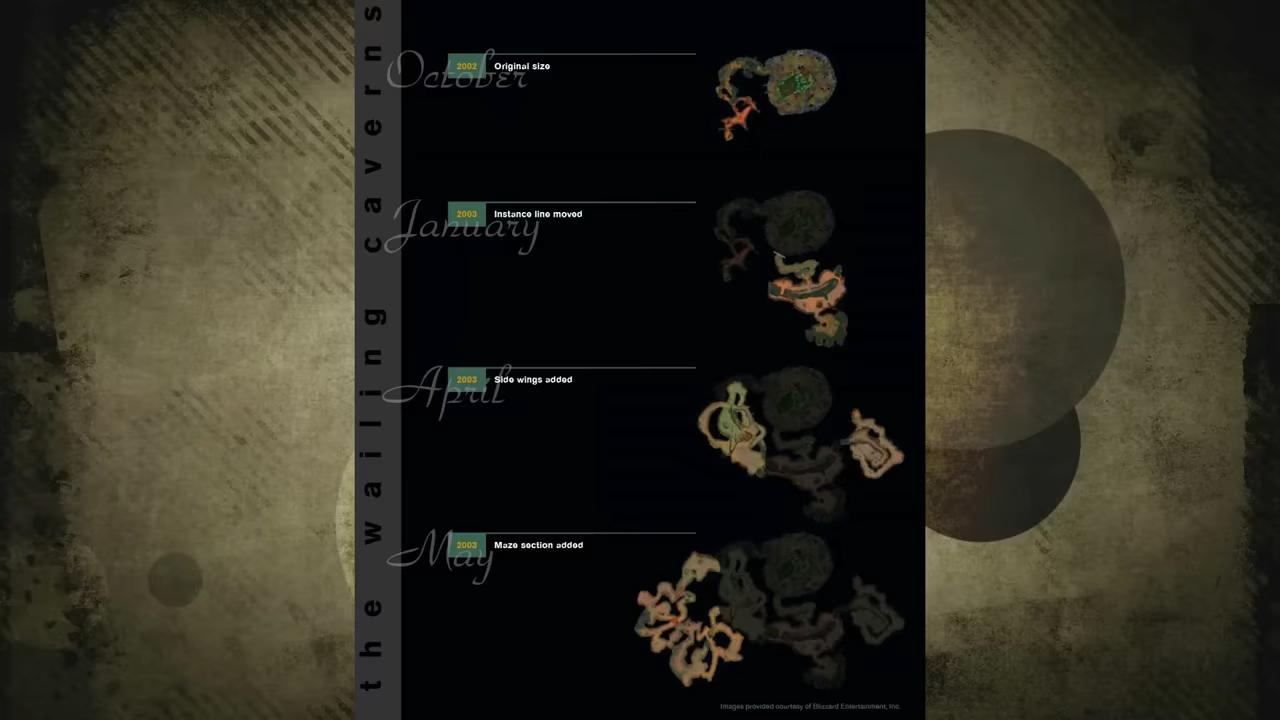 the wailing caverns
October
2002 Original size
January
2003 Instance line moved
April
2003 Side wings added
May
2003 Maze section added
Images provided courtesy of Blizzard Entertainment, Inc.